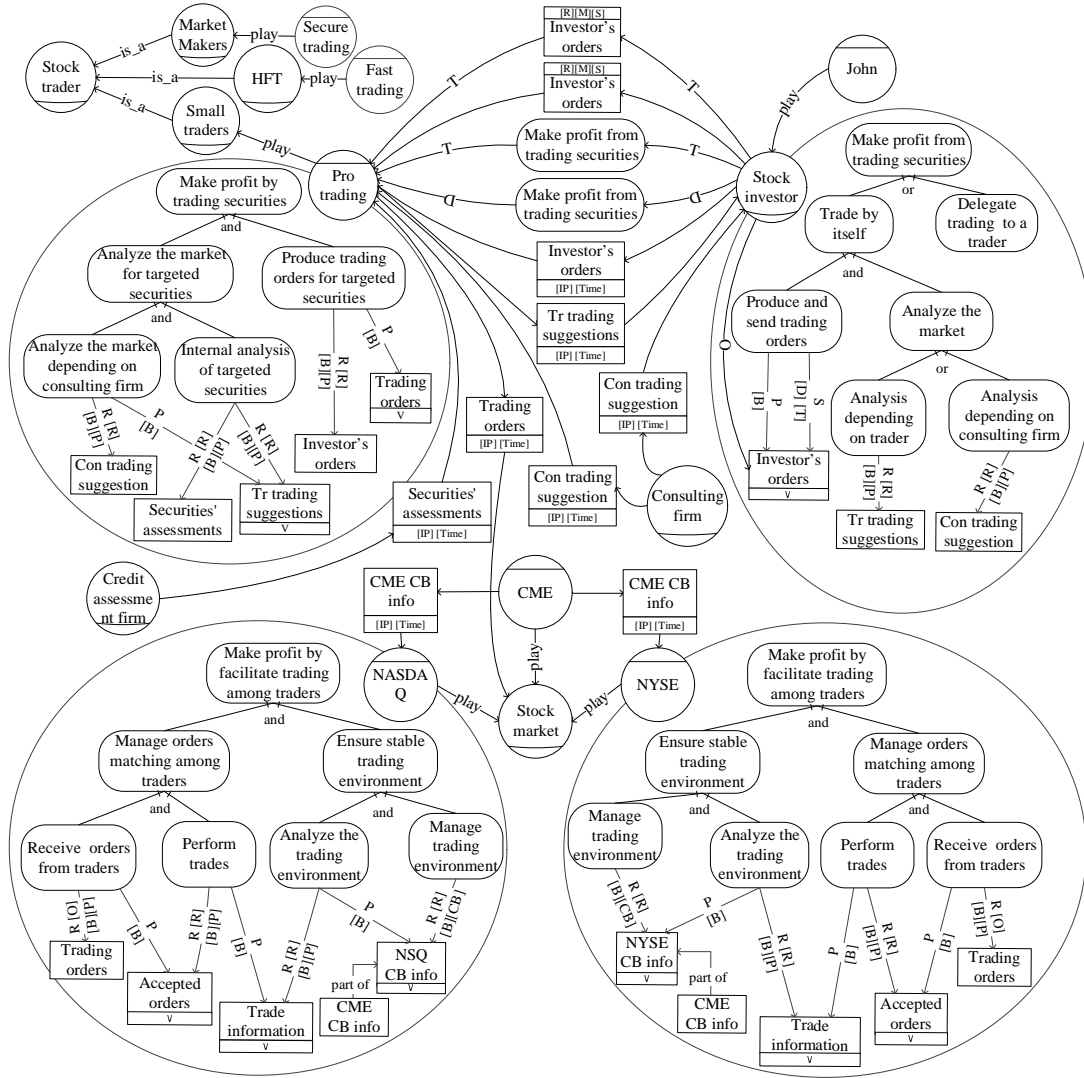 Market
Makers
play
Secure
trading
is_a
Stock
trader
is_a
HFT
play
Fast
trading
is_a
Small
traders
play
Pro
trading
[R][M][S]
Investor's
orders
T
T
[R][M][S]
Investor's
orders
Make profit from
trading securities
T
T
Make profit from
trading securities
D
D
Investor's
orders
[IP] [Time]
Tr trading
suggestions
[IP] [Time]
John
play
Stock
investor
O
Make profit from
trading securities
or
Trade by
itself
Delegate
trading to a
trader
and
Produce and
send trading
orders
Analyze the
market
or
P
[B]
S
[D] [T]
Analysis
depending
on trader
Analysis
depending on
consulting firm
Investor's
orders
V
R [R]
[B][P]
R [R]
[B][P]
Tr trading
suggestions
Con trading
suggestion
Make profit by
trading securities
and
Analyze the market
for targeted
securities
Produce trading
orders for targeted
securities
and
Analyze the market
depending on
consulting firm
Internal analysis
of targeted
securities
R [R]
[B][P]
P
[B]
Trading
orders
V
R [R]
[B][P]
P
[B]
R [R]
[B][P]
R [R]
[B][P]
Con trading
suggestion
Investor's
orders
Securities'
assessments
Tr trading
suggestions
V
Trading
orders
[IP] [Time]
Con trading
suggestion
[IP] [Time]
Con trading
suggestion
[IP] [Time]
Securities'
assessments
[IP] [Time]
Consulting
firm
Credit
assessme
nt firm
CME CB
info
[IP] [Time]
CME
CME CB
info
[IP] [Time]
play
NASDA
Q
play
Stock
market
play
NYSE
Make profit by
facilitate trading
among traders
and
Manage orders
matching among
traders
Ensure stable
trading
environment
and
and
Receive orders
from traders
Perform
trades
Analyze the
trading
environment
Manage
trading
environment
R [O]
[B][P]
P
[B]
R [R]
[B][P]
P
[B]
R [R]
[B][P]
P
[B]
R [R]
[B][CB]
Trading
orders
Accepted
orders
V
Trade
information
V
NSQ
CB info
V
part of
CME
CB info
Make profit by
facilitate trading
among traders
and
Ensure stable
trading
environment
Manage orders
matching among
traders
and
and
Manage
trading
environment
Analyze the
trading
environment
Perform
trades
Receive orders
from traders
R [R]
[B][CB]
P
[B]
R [R]
[B][P]
P
[B]
R [R]
[B][P]
P
[B]
R [O]
[B][P]
NYSE
CB info
V
part of
CME
CB info
Trade
information
V
Accepted
orders
V
Trading
orders